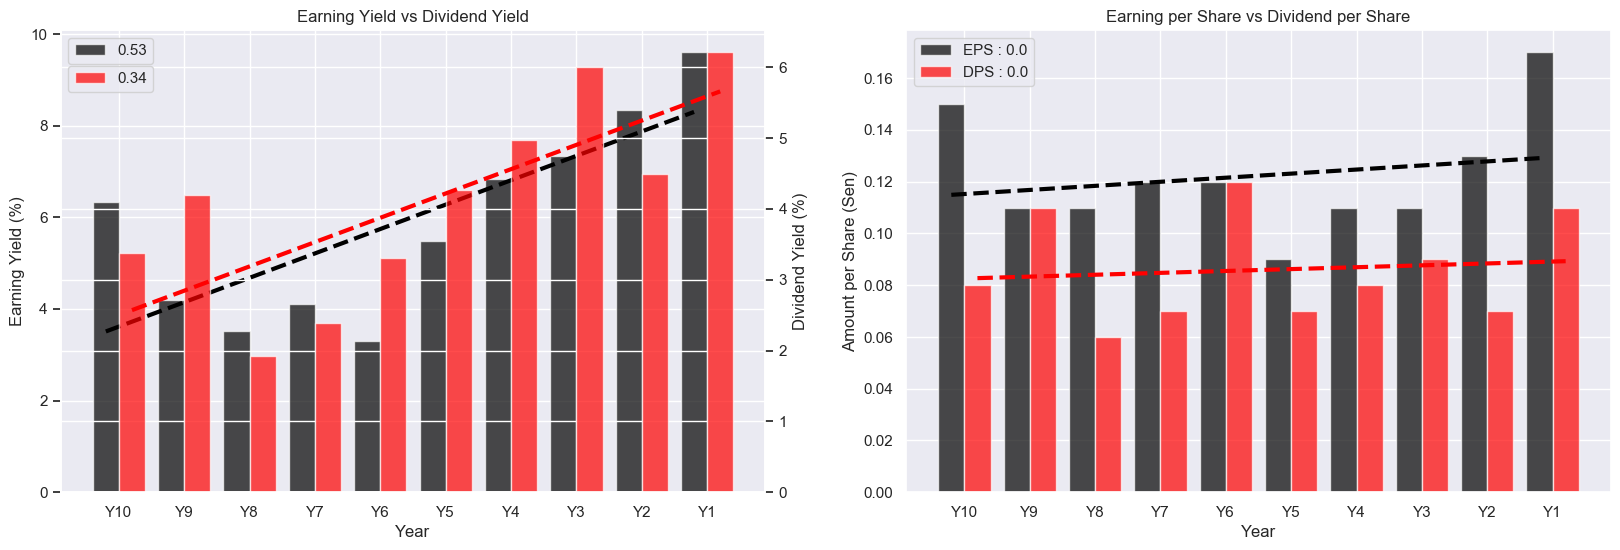 Earning Yield vs Dividend Yield
0.53
0.34
10
8
6
4
2
0
Earning Yield (%)
6
5
4
3
2
1
0
Dividend Yield (%)
Y10 Y9 Y8 Y7 Y6 Y5 Y4 Y3 Y2 Y1
Year
Earning per Share vs Dividend per Share
EPS : 0.0
DPS : 0.0
0.16
0.14
0.12
0.10
0.08
0.06
0.04
0.02
0.00
Amount per Share (Sen)
Y10 Y9 Y8 Y7 Y6 Y5 Y4 Y3 Y2 Y1
Year